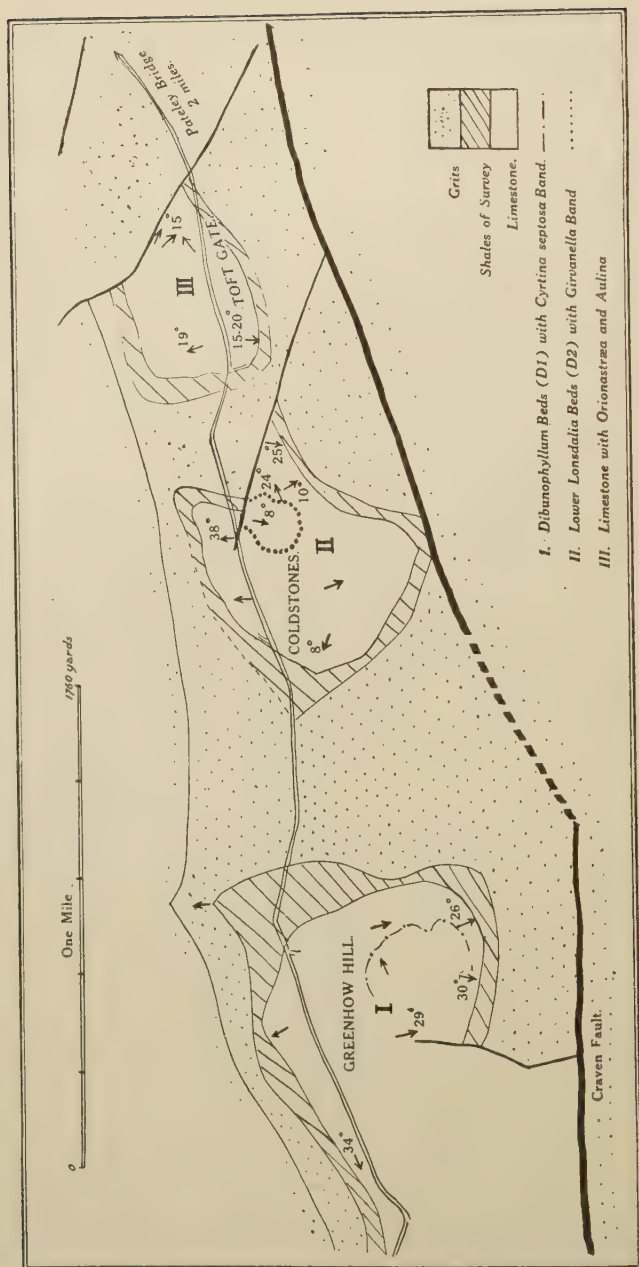 One Mile.
0
1760 yards
Pateley Bridge
2 miles.
34°
GREENHOW HILL.
I
29°
30°
26°
Craven Fault.
COLDSTONES.
II
38°
8°
24°
25°
10°
8°
III
15°
19°
15-20°
TOFT GATE.
Grits
Shales of Survey
Limestone.
I. Dibunophyllum Beds (D1) with Cyrtina septosa Band.
II. Lower Lonsdalia Beds (D2) with Girvanella Band
III. Limestone with Orionastræa and Aulina